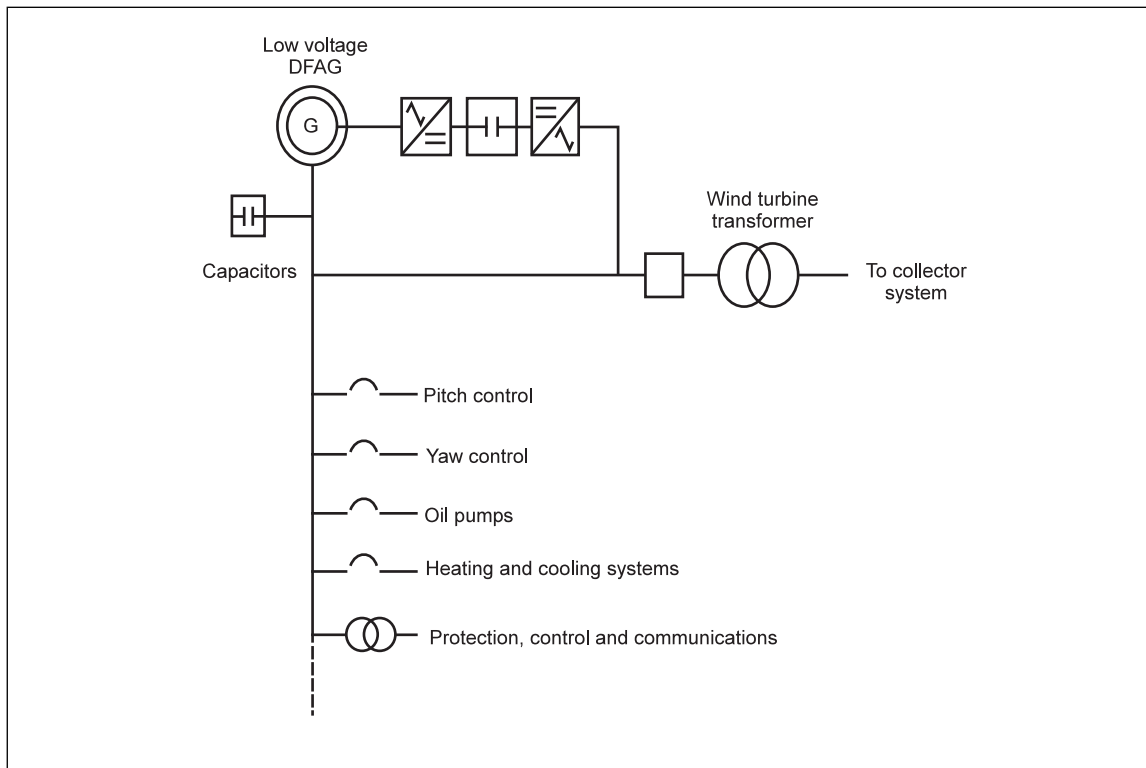 Low voltage
DFAG
G
Wind turbine
transformer
Capacitors
To collector
system
Pitch control
Yaw control
Oil pumps
Heating and cooling systems
Protection, control and communications